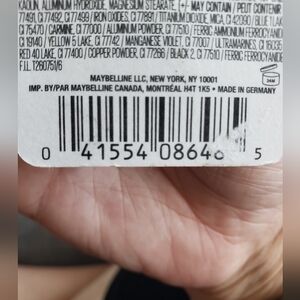 KAOLIN, ALUMINUM HYDROXIDE, MAGNESIUM STEARATE, [+/- MAY CONTAIN / PEUT CONTENIR
77491, CI 77492, CI 77499 / IRON OXIDES, CI 77891 / TITANIUM DIOXIDE, MICA, CI 42090 / BLUE 1 LAKE
CI 75470 / CARMINE, CI 77000 / ALUMINUM POWDER, CI 77510 / FERRIC FERROCYANIDE
CI 19140 / YELLOW 5 LAKE, CI 77742 / MANGANESE VIOLET, CI 77007 / ULTRAMARINES, CI 16035
RED 40 LAKE, CI 77400 / COPPER POWDER, CI 77266 / BLACK 2, CI 77510 / FERRIC FERROCYANIDE
F.I.L.
24M
MAYBELLINE LLC, NEW YORK, NY 10001
IMP. BY/PAR MAYBELLINE CANADA, MONTRÉAL H4T 1K5 • MADE IN GERMANY
0 41554 08646 5